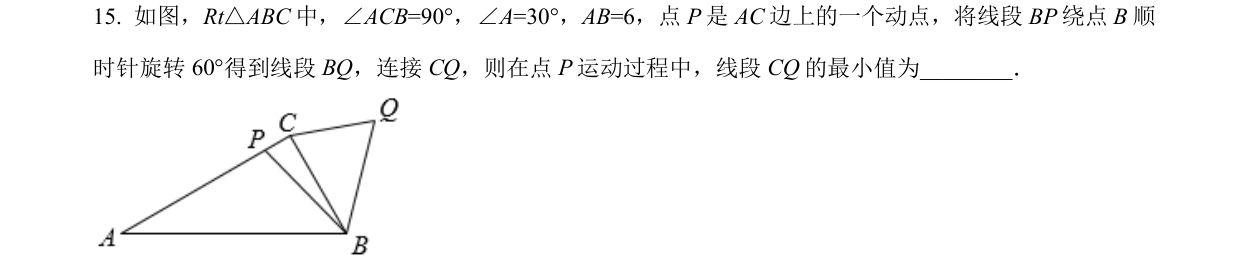 15. 如图，Rt△ABC 中，∠ACB=90°，∠A=30°，AB=6，点 P 是 AC 边上的一个动点，将线段 BP 绕点 B 顺
时针旋转 60°得到线段 BQ，连接 CQ，则在点 P 运动过程中，线段 CQ 的最小值为________．
Q
C
P
A
B